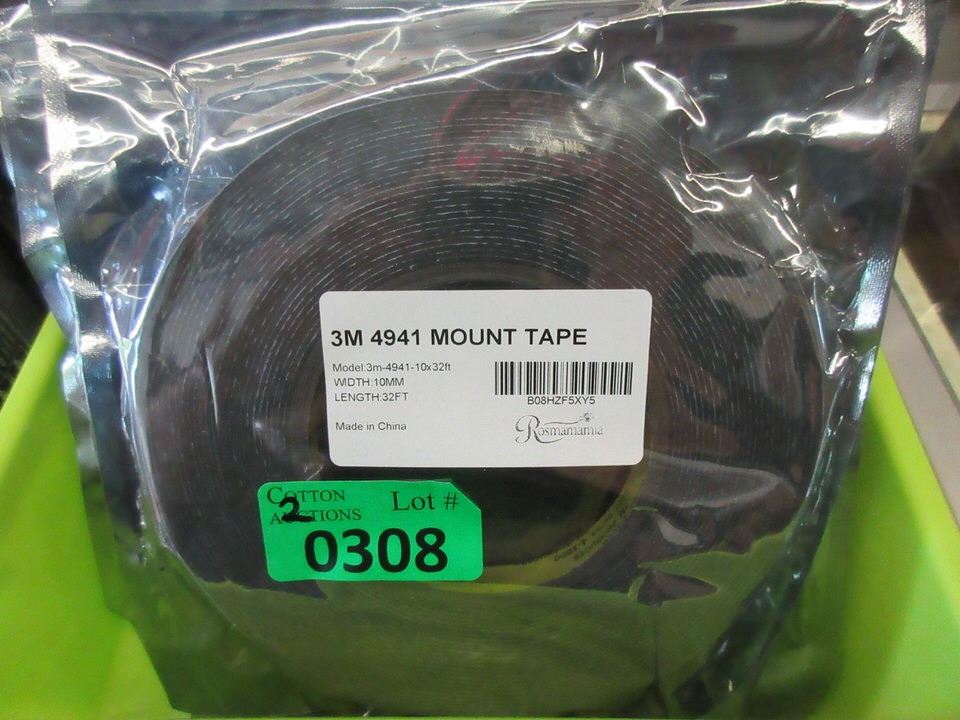 3M 4941 MOUNT TAPE
Model:3m-4941-10x32ft
WIDTH:10MM
LENGTH:32FT
B08HZF5XY5
Made in China
Rosmamamia
COTTON
AUCTIONS
2
Lot #
0308